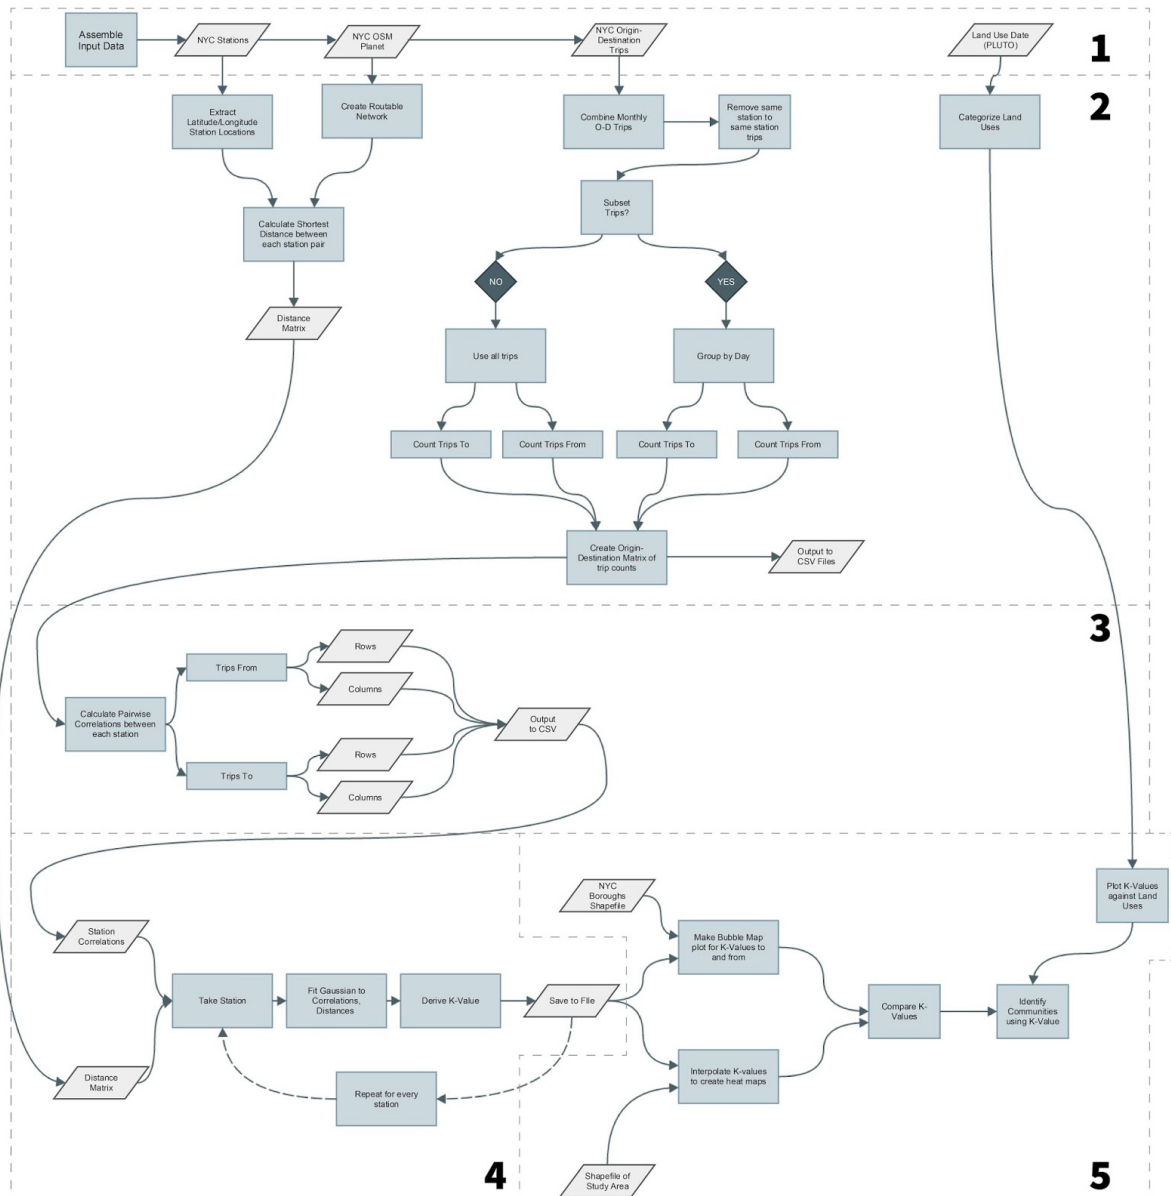 Assemble
Input Data
NYC Stations
NYC OSM
Planet
NYC Origin-
Destination
Trips
Land Use Date
(PLUTO)
1
2
Extract
Latitude/Longitude
Station Locations
Create Routable
Network
Combine Monthly
O-D Trips
Remove same
station to
same station
trips
Categorize Land
Uses
Calculate Shortest
Distance between
each station pair
Subset
Trips?
NO
YES
Distance
Matrix
Use all trips
Group by Day
Count Trips To
Count Trips From
Count Trips To
Count Trips From
Create Origin-
Destination Matrix of
trip counts
Output to
CSV Files
3
Rows
Trips From
Columns
Calculate Pairwise
Correlations between
each station
Output
to CSV
Rows
Trips To
Columns
Plot K-Values
against Land
Uses
NYC
Boroughs
Shapefile
Station
Correlations
Make Bubble Map
plot for K-Values to
and from
Take Station
Fit Gaussian to
Correlations,
Distances
Derive K-Value
Save to FIle
Compare K-
Values
Identify
Communities
using K-Value
Distance
Matrix
Repeat for every
station
Interpolate K-values
to create heat maps
4
Shapefile of
Study Area
5